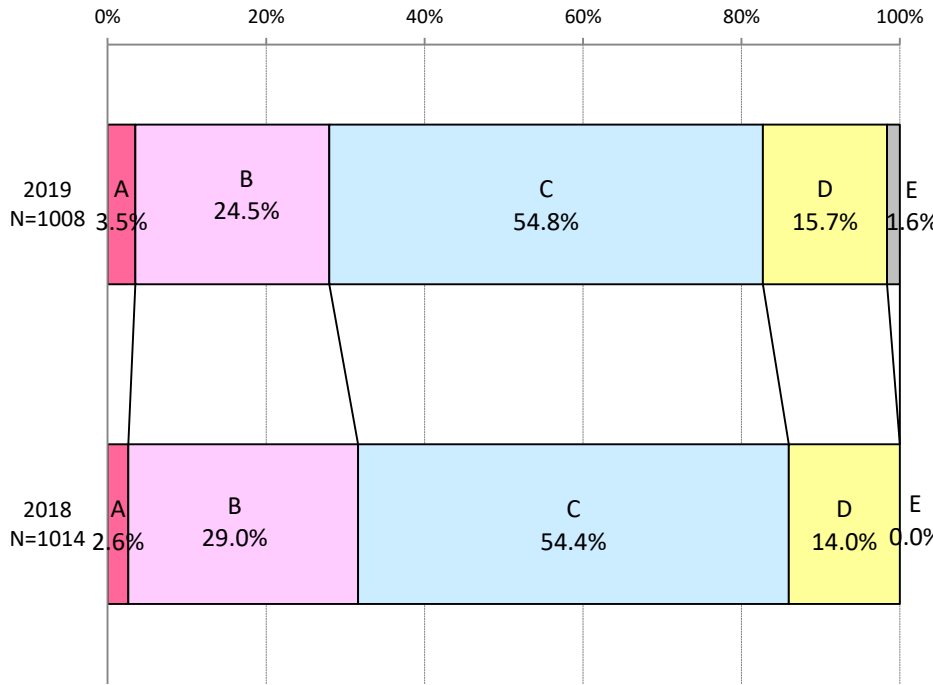 0% 20% 40% 60% 80% 100%
2019
N=1008
A
3.5%
B
24.5%
C
54.8%
D
15.7%
E
1.6%
2018
N=1014
A
2.6%
B
29.0%
C
54.4%
D
14.0%
E
0.0%